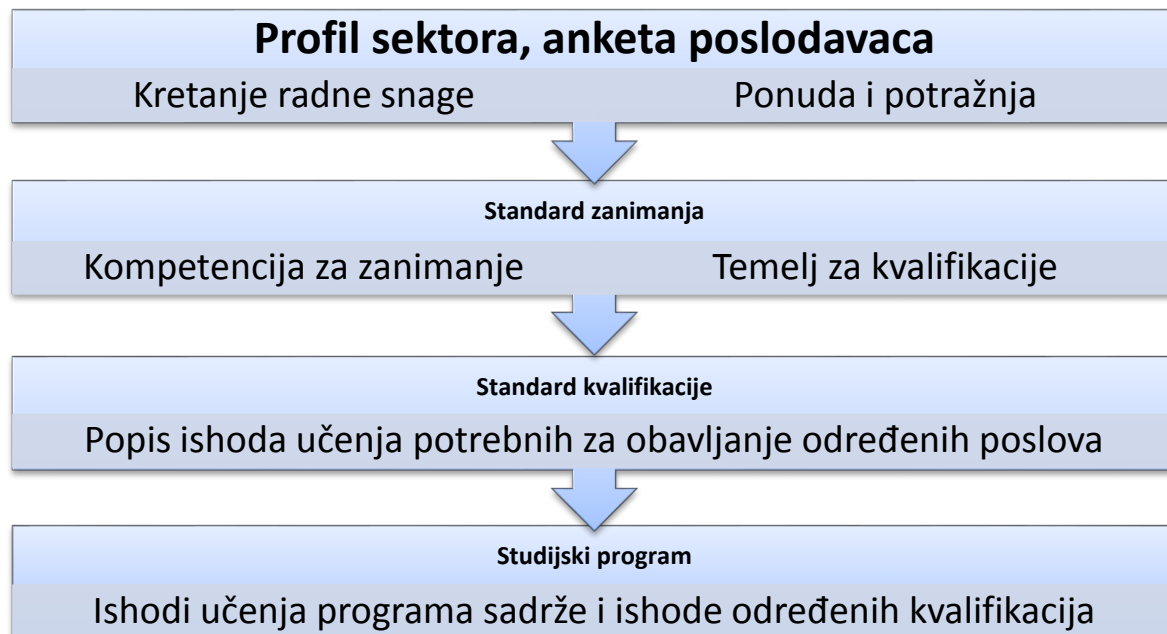 Profil sektora, anketa poslodavaca
Kretanje radne snage
Ponuda i potražnja
Standard zanimanja
Kompetencija za zanimanje
Temelj za kvalifikacije
Standard kvalifikacije
Popis ishoda učenja potrebnih za obavljanje određenih poslova
Studijski program
Ishodi učenja programa sadrže i ishode određenih kvalifikacija